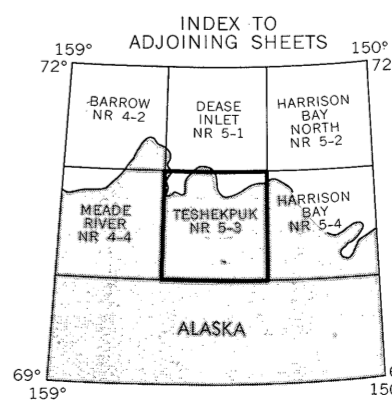 INDEX TO
ADJOINING SHEETS
159°
150°
72°
72
BARROW
NR 4-2
DEASE
INLET
NR 5-1
HARRISON
BAY
NORTH
NR 5-2
MEADE
RIVER
NR 4-4
TESHEKPUK
NR 5-3
HARRISON
BAY
NR 5-4
ALASKA
69°
159°